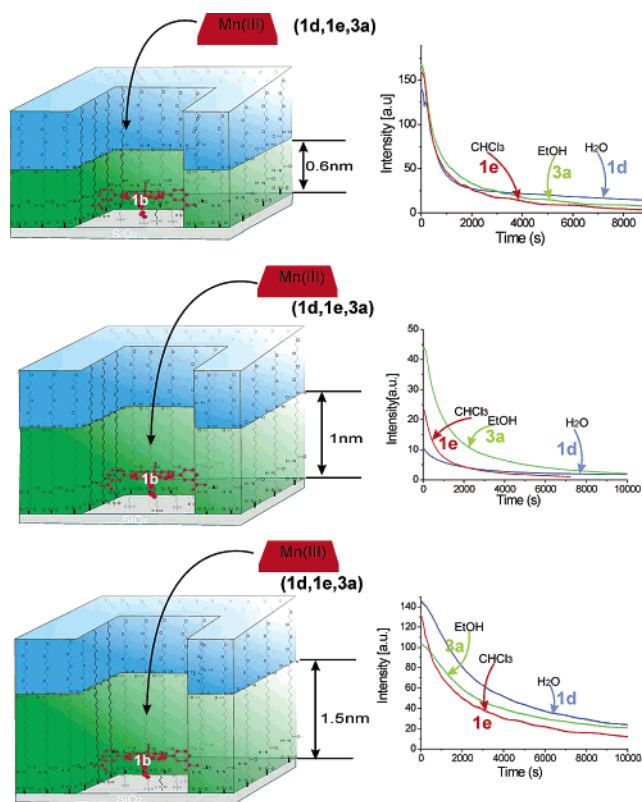 Mn(III) (1d,1e,3a)
0.6nm
1b
SiO₂
Intensity [a.u]
150
100
50
0
CHCl₃ EtOH H₂O
1e 3a 1d
0 2000 4000 6000 8000
Time (s)
Mn(III)
(1d,1e,3a)
1nm
1b
SiO₂
Intensity[a.u.]
50
40
30
20
10
0
CHCl₃ EtOH H₂O
1e 3a 1d
0 2000 4000 6000 8000 10000
Time (s)
Mn(III)
(1d,1e,3a)
1.5nm
1b
SiO₂
Intensity [a.u.]
140
120
100
80
60
40
20
0
EtOH
3a CHCl₃
H₂O
1e 1d
0 2000 4000 6000 8000 10000
Time (s)